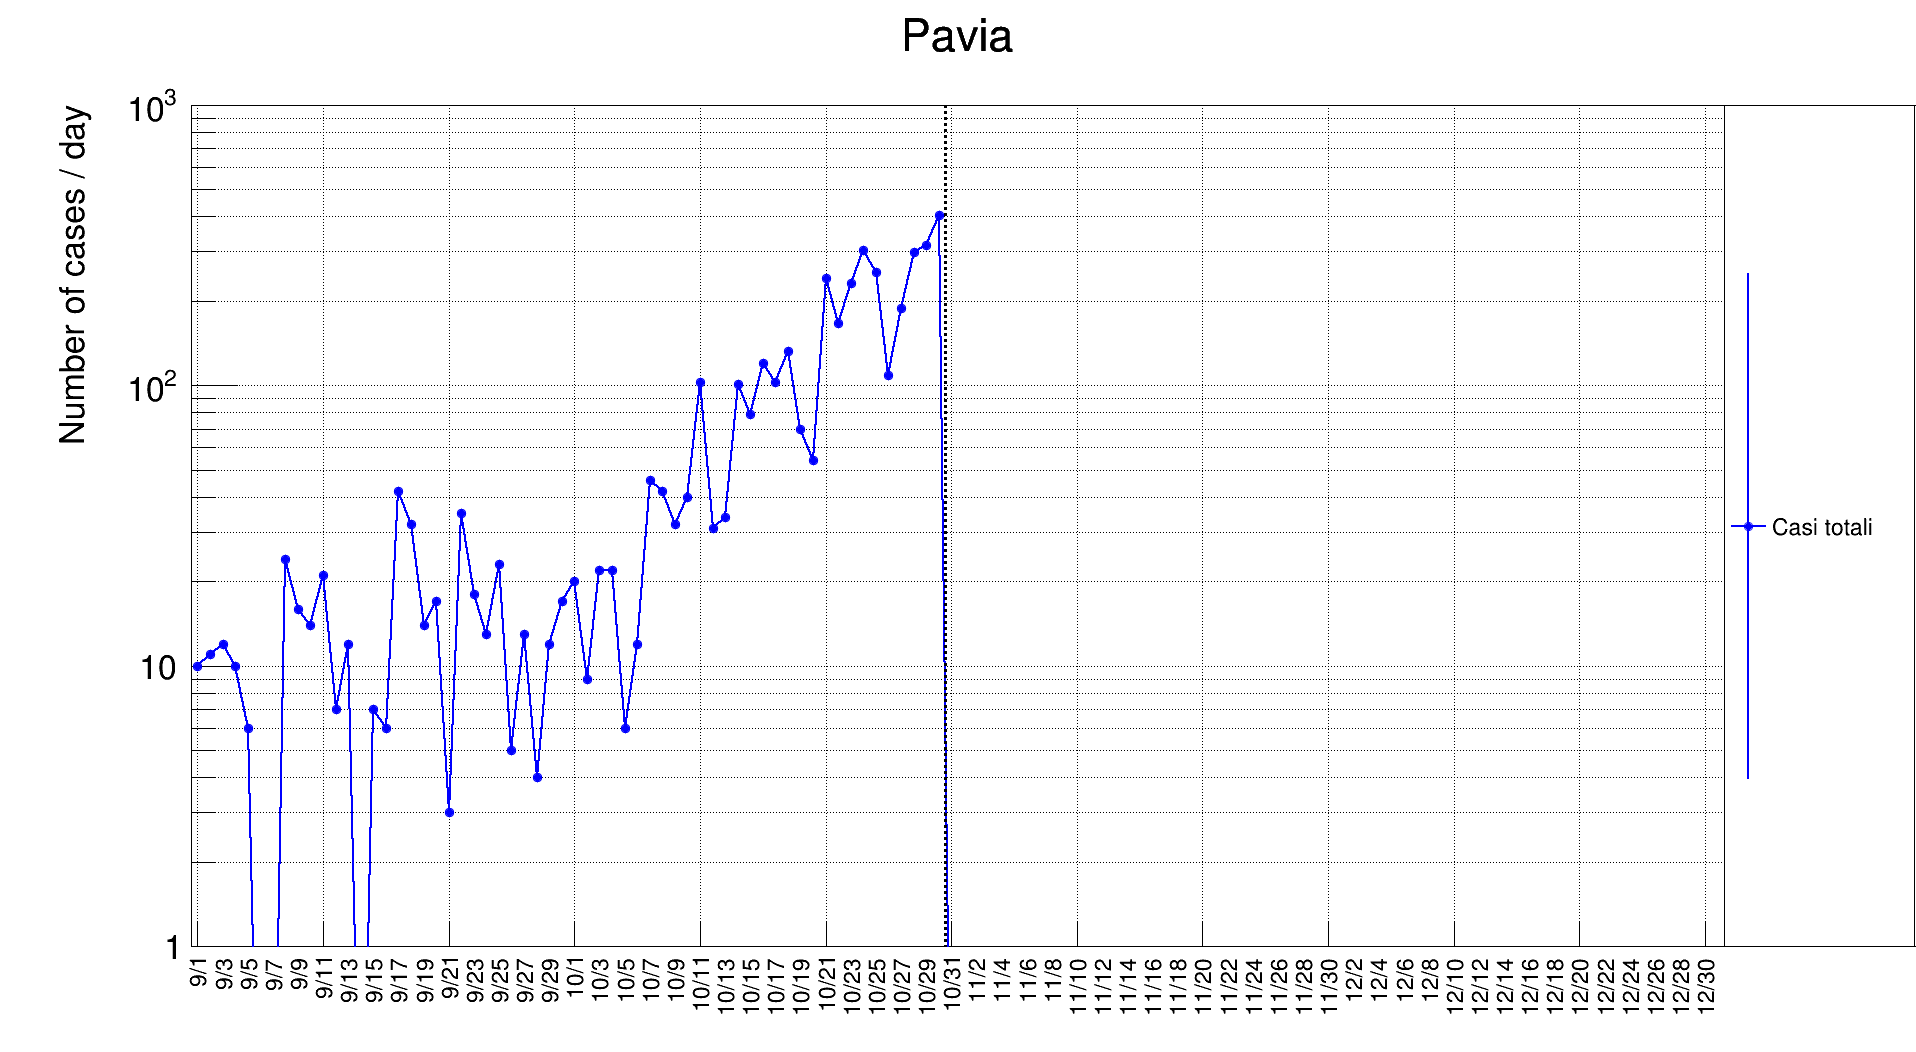 Pavia
Number of cases / day
10³
10²
10
1
Casi totali
9/1 9/3 9/5 9/7 9/9 9/11 9/13 9/15 9/17 9/19 9/21 9/23 9/25 9/27 9/29 10/1 10/3 10/5 10/7 10/9 10/11 10/13 10/15 10/17 10/19 10/21 10/23 10/25 10/27 10/29 10/31 11/2 11/4 11/6 11/8 11/10 11/12 11/14 11/16 11/18 11/20 11/22 11/24 11/26 11/28 11/30 12/2 12/4 12/6 12/8 12/10 12/12 12/14 12/16 12/18 12/20 12/22 12/24 12/26 12/28 12/30